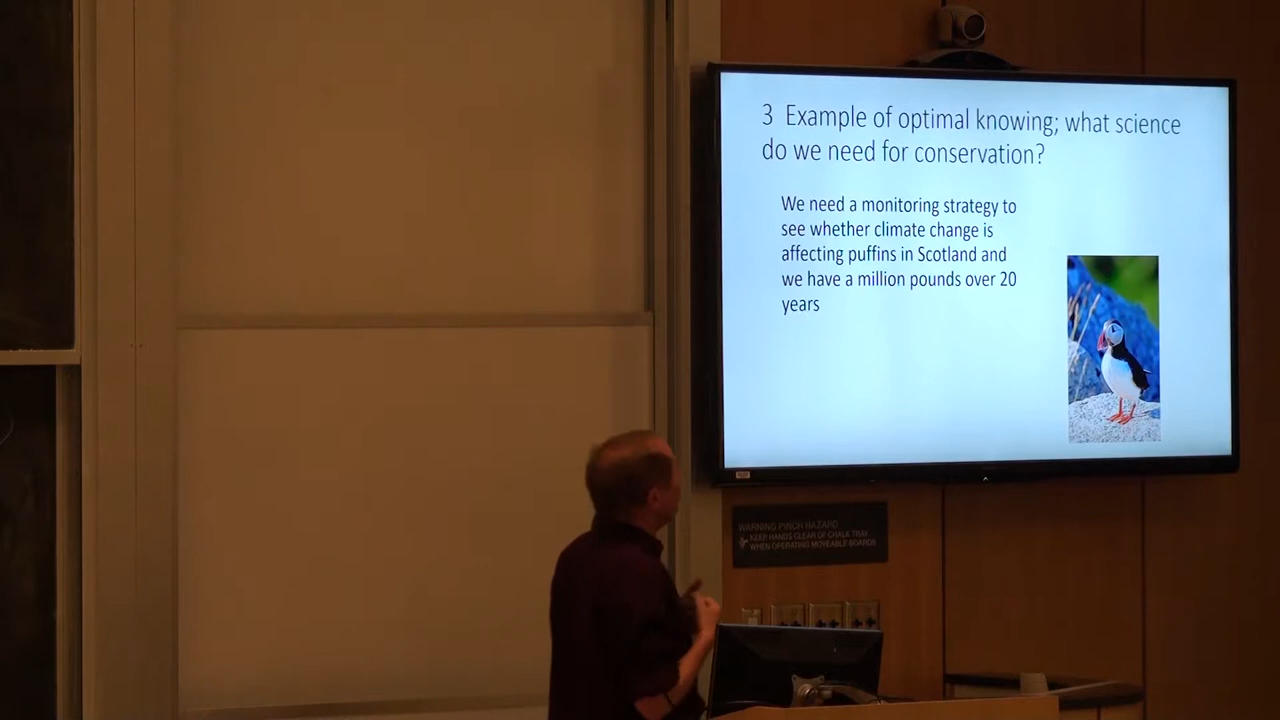 3 Example of optimal knowing; what science
do we need for conservation?
We need a monitoring strategy to
see whether climate change is
affecting puffins in Scotland and
we have a million pounds over 20
years
WARNING PINCH HAZARD
KEEP HANDS CLEAR OF CHALK TRAY
WHEN OPERATING MOVEABLE BOARDS